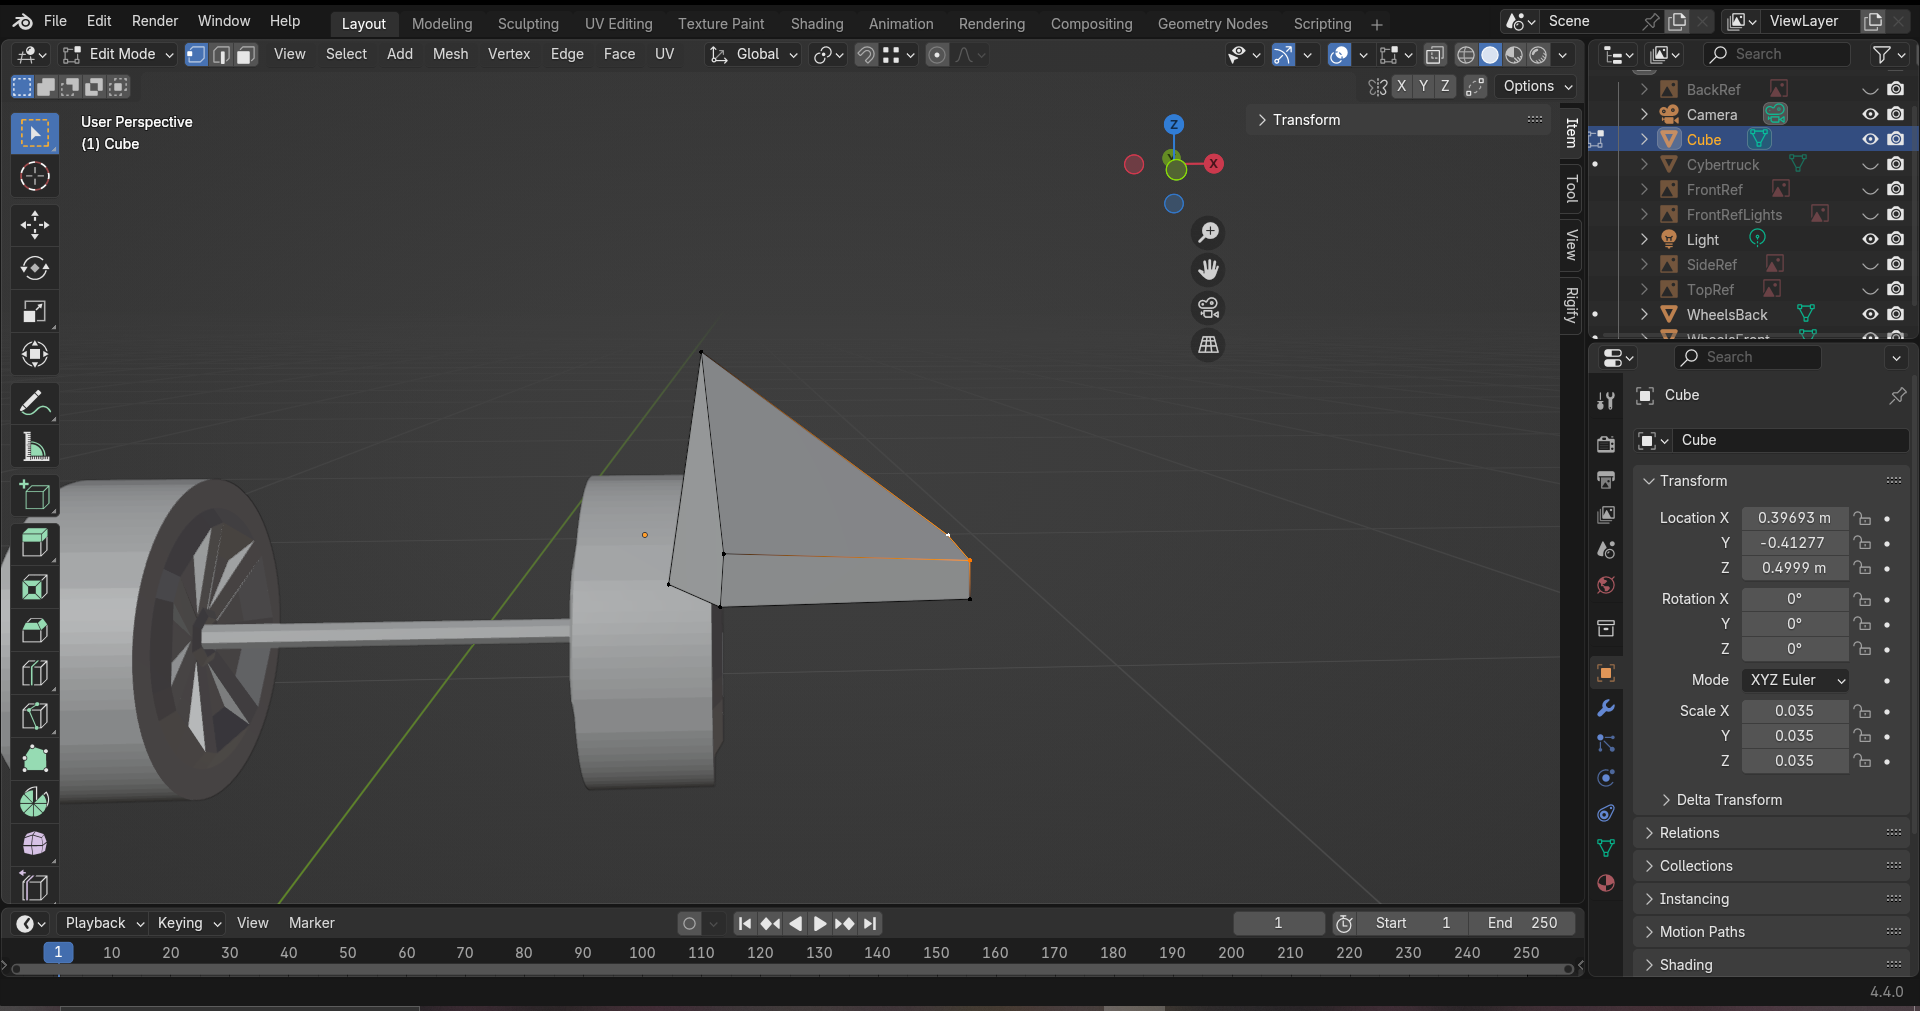 File Edit Render Window Help Layout Modeling Sculpting UV Editing Texture Paint Shading Animation Rendering Compositing Geometry Nodes Scripting + Scene ViewLayer
Edit Mode View Select Add Mesh Vertex Edge Face UV Global Search
X Y Z Options
User Perspective
(1) Cube
Z
X
Transform
Item
Tool
View
Rigify
BackRef
Camera
Cube
Cybertruck
FrontRef
FrontRefLights
Light
SideRef
TopRef
WheelsBack
WheelsFront
Search
Cube
Cube
Transform
Location X 0.39693 m
Y -0.41277
Z 0.4999 m
Rotation X 0°
Y 0°
Z 0°
Mode XYZ Euler
Scale X 0.035
Y 0.035
Z 0.035
Delta Transform
Relations
Collections
Instancing
Motion Paths
Shading
Playback Keying View Marker 1 Start 1 End 250
1 10 20 30 40 50 60 70 80 90 100 110 120 130 140 150 160 170 180 190 200 210 220 230 240 250
4.4.0